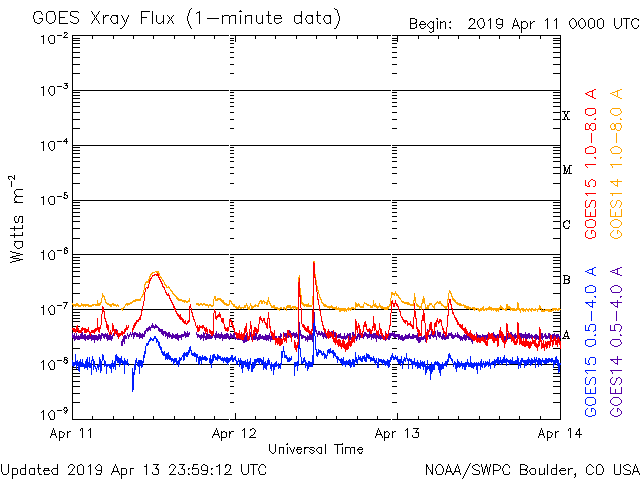 GOES Xray Flux (1-minute data)
Begin: 2019 Apr 11 0000 UTC
10-2
10-3
10-4
10-5
10-6
10-7
10-8
10-9
Watts m-2
X
M
C
B
A
GOES15 1.0-8.0 A
GOES14 1.0-8.0 A
GOES15 0.5-4.0 A
GOES14 0.5-4.0 A
Apr 11
Apr 12
Apr 13
Apr 14
Universal Time
Updated 2019 Apr 13 23:59:12 UTC
NOAA/SWPC Boulder, CO USA